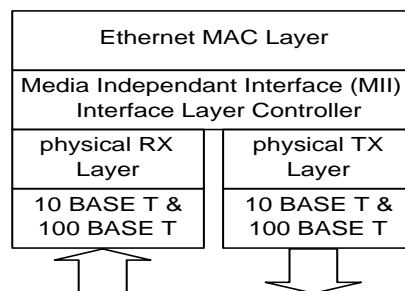 Ethernet MAC Layer
Media Independant Interface (MII)
Interface Layer Controller
physical RX
Layer
physical TX
Layer
10 BASE T &
100 BASE T
10 BASE T &
100 BASE T